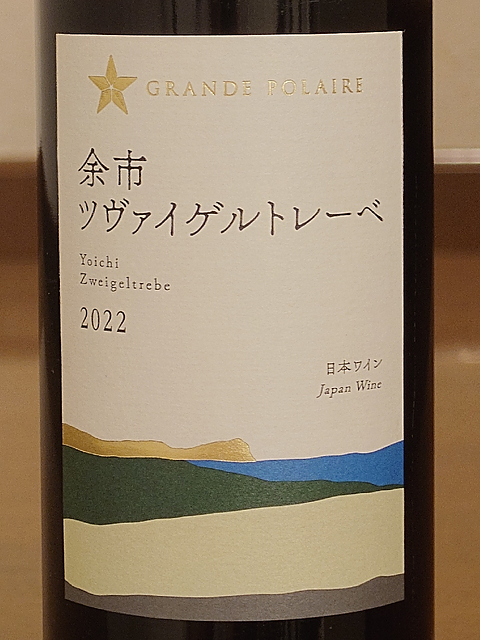 GRANDE POLAIRE
余市
ツヴァイゲルトレーベ
Yoichi
Zweigeltrebe
2022
日本ワイン
Japan Wine